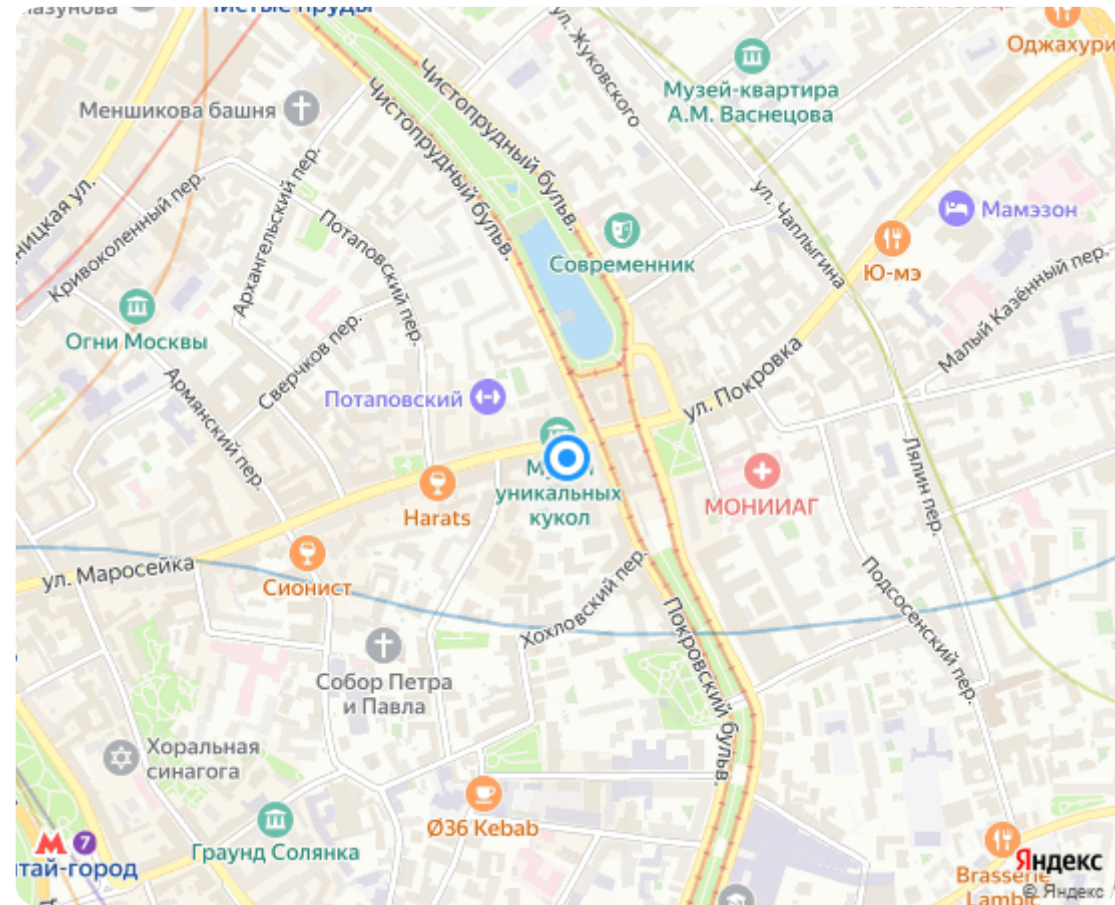 Чистые пруды
Оджахури
Музей-квартира
А.М. Васнецова
ул. Жуковского
Чистопрудный бульв.
Чистопрудный бульв.
Меншикова башня
ул. Чаплыгина
Мамэзон
Кривоколенный пер.
Архангельский пер.
Потаповский пер.
Современник
Ю-мэ
Малый Казённый пер.
Огни Москвы
Сверчков пер.
Армянский пер.
Потаповский
ул. Покровка
Лялин пер.
уникальных
кукол
Harats
МОНИИАГ
ул. Маросейка
Сионист
Хохловский пер.
Подсосенский пер.
Покровский бульв.
Собор Петра
и Павла
Хоральная
синагога
Ø36 Kebab
Граунд Солянка
М 7
тай-город
Brasserie
Lambic
Яндекс
© Яндекс